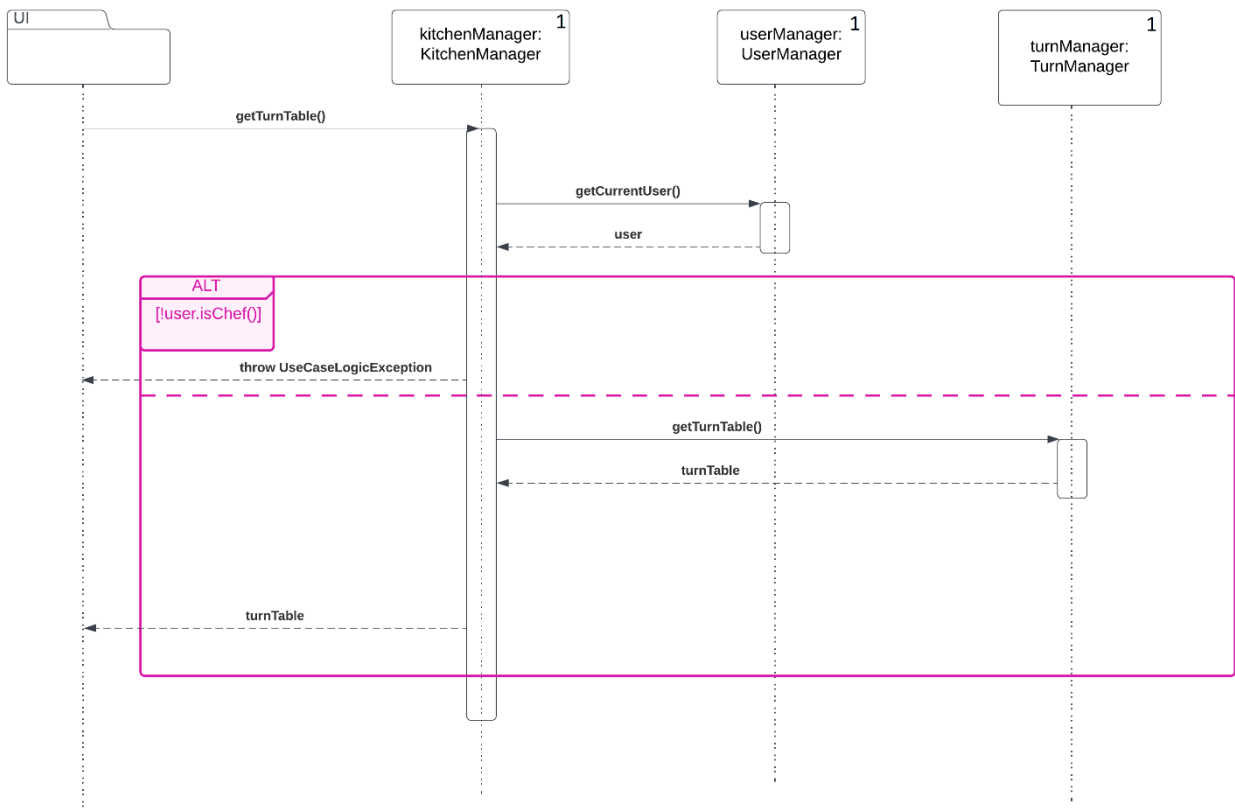 UI
kitchenManager:
KitchenManager
1
userManager:
UserManager
1
turnManager:
TurnManager
1
getTurnTable()
getCurrentUser()
user
ALT
[!user.isChef()]
throw UseCaseLogicException
getTurnTable()
turnTable
turnTable